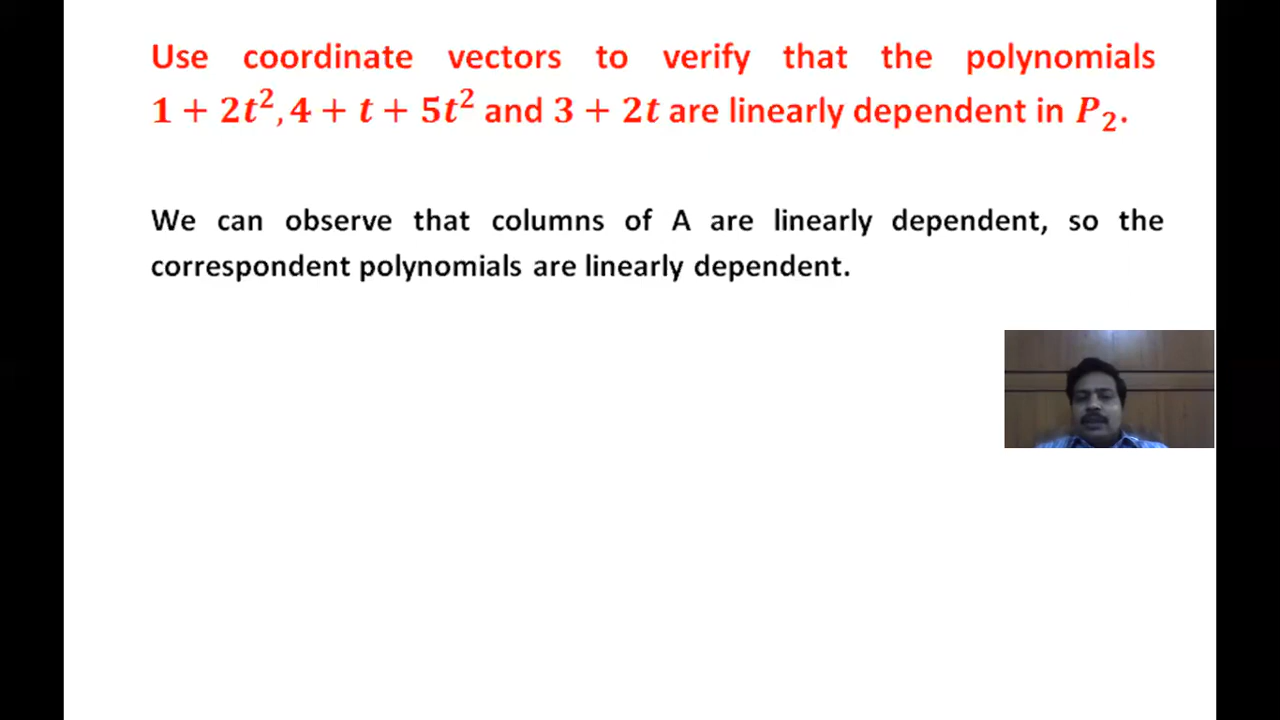 Use coordinate vectors to verify that the polynomials
1 + 2t², 4 + t + 5t² and 3 + 2t are linearly dependent in P₂.
We can observe that columns of A are linearly dependent, so the
correspondent polynomials are linearly dependent.